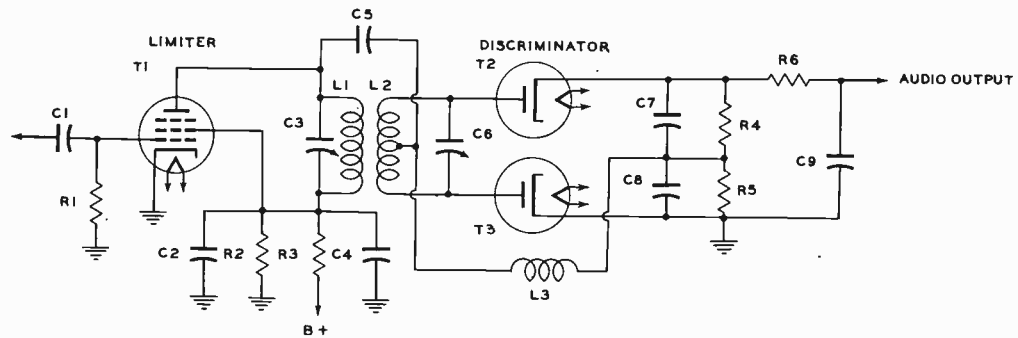 C5
LIMITER
DISCRIMINATOR
T1
T2
R6
AUDIO OUTPUT
L1
L2
C1
C3
C6
C7
R4
C9
R1
C8
R5
T3
C2
R2
R3
C4
L3
B+